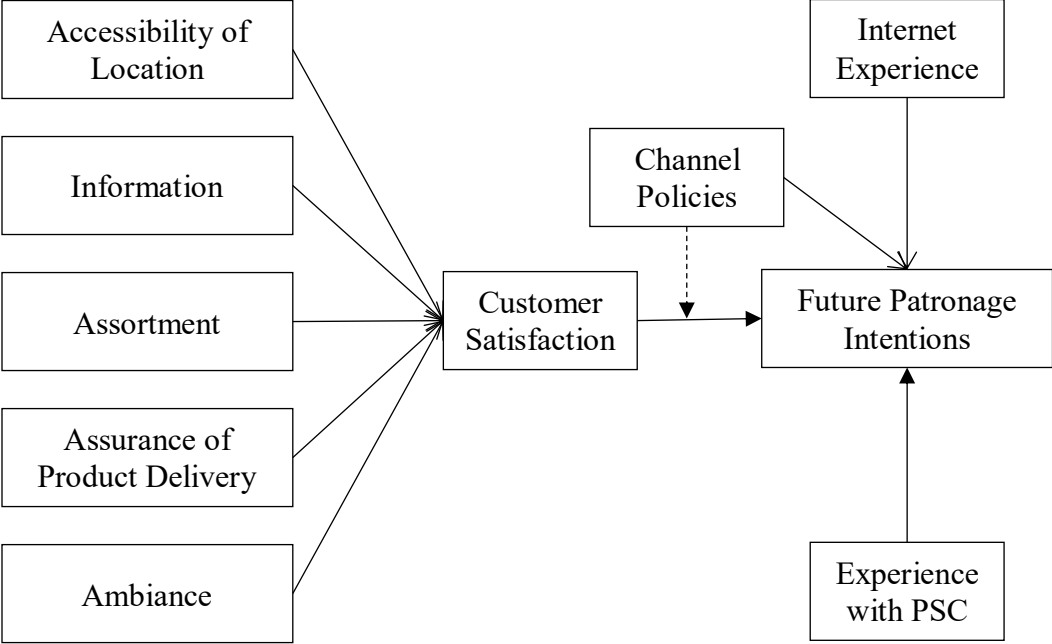 Accessibility of
Location
Information
Assortment
Assurance of
Product Delivery
Ambiance
Customer
Satisfaction
Channel
Policies
Internet
Experience
Future Patronage
Intentions
Experience
with PSC